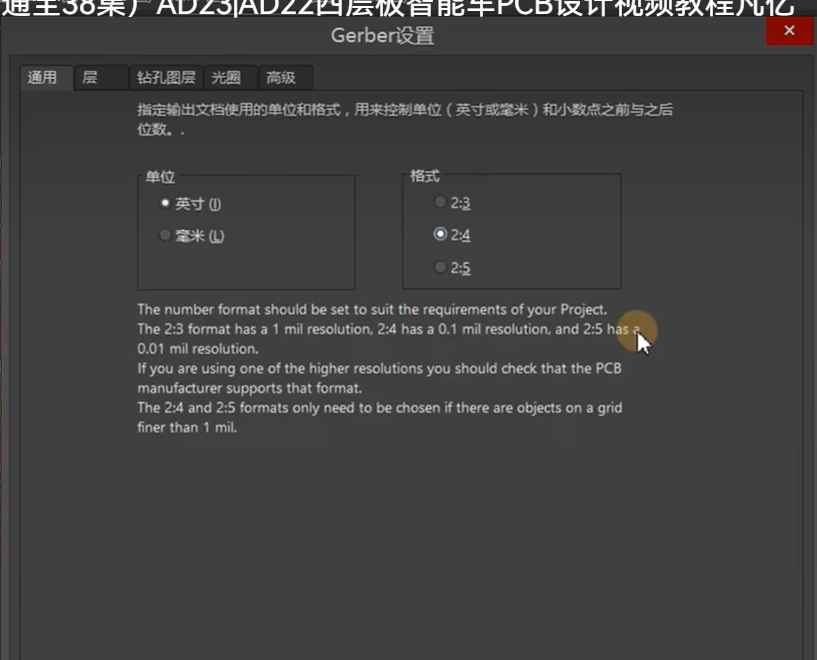 通全38集）AD23|AD22四层板智能车PCB设计视频教程凡亿
Gerber设置
通用 层 钻孔图层 光圈 高级
指定输出文档使用的单位和格式，用来控制单位（英寸或毫米）和小数点之前与之后
位数。.
单位
英寸 (I)
毫米 (L)
格式
2:3
2:4
2:5
The number format should be set to suit the requirements of your Project.
The 2:3 format has a 1 mil resolution, 2:4 has a 0.1 mil resolution, and 2:5 has a
0.01 mil resolution.
If you are using one of the higher resolutions you should check that the PCB
manufacturer supports that format.
The 2:4 and 2:5 formats only need to be chosen if there are objects on a grid
finer than 1 mil.